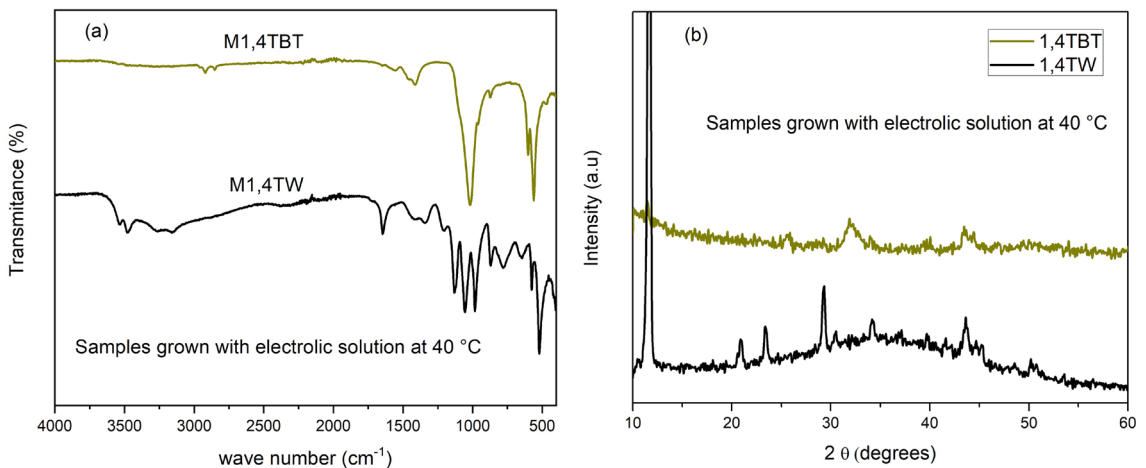 (a)
M1,4TBT
M1,4TW
Samples grown with electrolic solution at 40 °C
Transmitance (%)
4000 3500 3000 2500 2000 1500 1000 500
wave number (cm⁻¹)
(b)
1,4TBT
1,4TW
Samples grown with electrolic solution at 40 °C
Intensity (a.u)
10 20 30 40 50 60
2 θ (degrees)